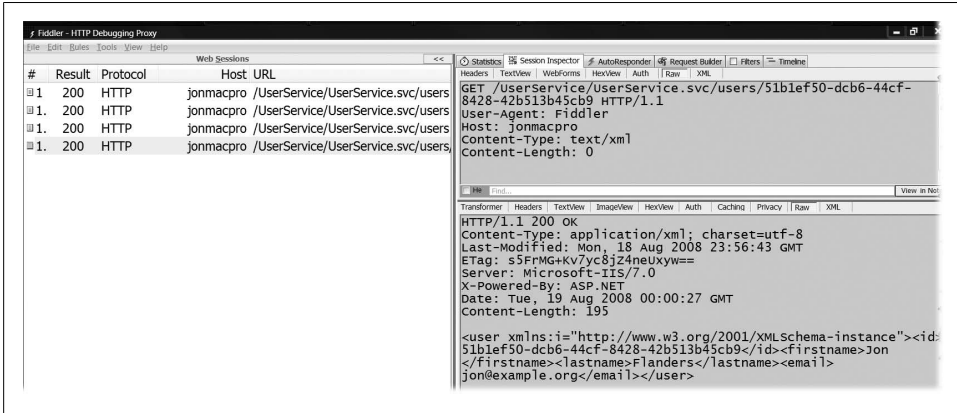 Fiddler - HTTP Debugging Proxy
File Edit Rules Tools View Help
Web Sessions <<
# Result Protocol Host URL
1 200 HTTP jonmacpro /UserService/UserService.svc/users
1. 200 HTTP jonmacpro /UserService/UserService.svc/users
1. 200 HTTP jonmacpro /UserService/UserService.svc/users
1. 200 HTTP jonmacpro /UserService/UserService.svc/users/
Statistics Session Inspector AutoResponder Request Builder Filters Timeline
Headers TextView WebForms HexView Auth Raw XML
GET /UserService/UserService.svc/users/51b1ef50-dcb6-44cf-
8428-42b513b45cb9 HTTP/1.1
User-Agent: Fiddler
Host: jonmacpro
Content-Type: text/xml
Content-Length: 0
He Find... View in Not
Transformer Headers TextView ImageView HexView Auth Caching Privacy Raw XML
HTTP/1.1 200 OK
Content-Type: application/xml; charset=utf-8
Last-Modified: Mon, 18 Aug 2008 23:56:43 GMT
ETag: s5FrMG+Kv7yc8jZ4neUxyw==
Server: Microsoft-IIS/7.0
X-Powered-By: ASP.NET
Date: Tue, 19 Aug 2008 00:00:27 GMT
Content-Length: 195
<user xmlns:i="http://www.w3.org/2001/XMLSchema-instance"><id>
51b1ef50-dcb6-44cf-8428-42b513b45cb9</id><firstname>Jon
</firstname><lastname>Flanders</lastname><email>
jon@example.org</email></user>